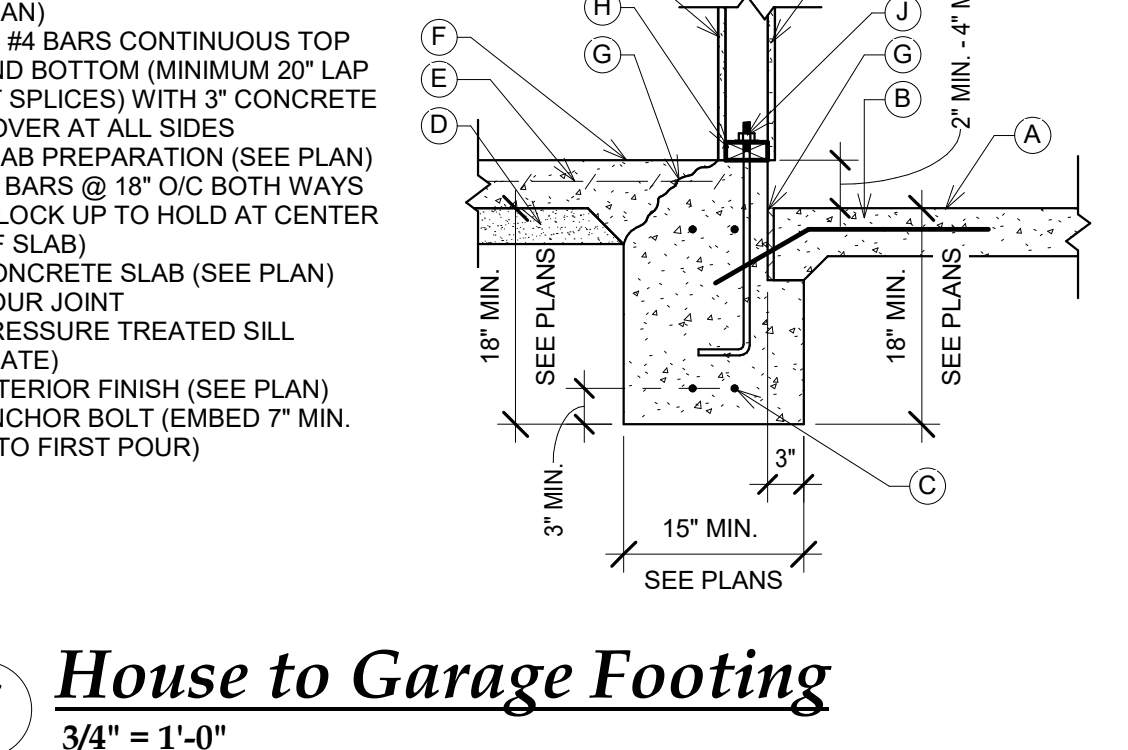 AN)
#4 BARS CONTINUOUS TOP
ND BOTTOM (MINIMUM 20" LAP
T SPLICES) WITH 3" CONCRETE
OVER AT ALL SIDES
AB PREPARATION (SEE PLAN)
BARS @ 18" O/C BOTH WAYS
LOCK UP TO HOLD AT CENTER
F SLAB)
ONCRETE SLAB (SEE PLAN)
OUR JOINT
RESSURE TREATED SILL
ATE)
TERIOR FINISH (SEE PLAN)
NCHOR BOLT (EMBED 7" MIN.
TO FIRST POUR)
H
J
F
G
G
E
B
D
A
2" MIN. - 4" M
18" MIN.
SEE PLANS
18" MIN.
SEE PLANS
3" MIN.
3"
C
15" MIN.
SEE PLANS
House to Garage Footing
3/4" = 1'-0"